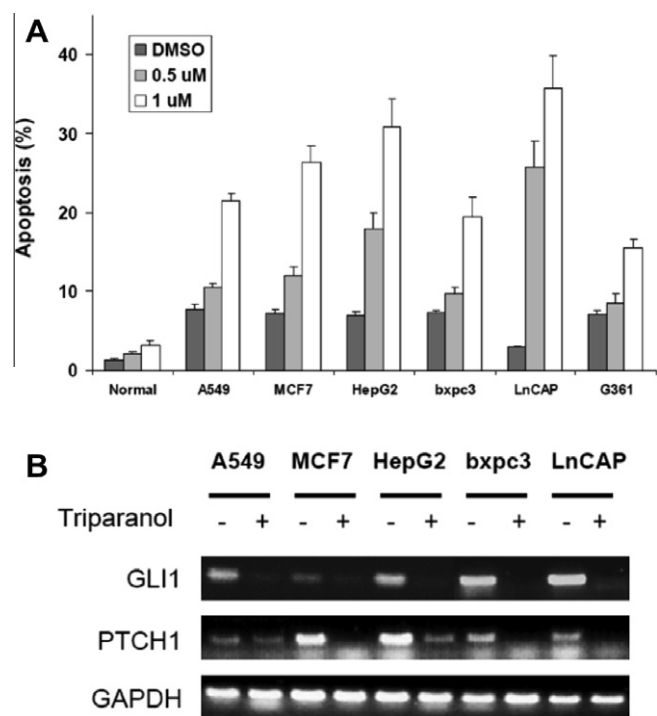 A
DMSO
0.5 uM
1 uM
Apoptosis (%)
40
30
20
10
0
Normal A549 MCF7 HepG2 bxpc3 LnCAP G361
B
A549 MCF7 HepG2 bxpc3 LnCAP
Triparanol - + - + - + - + - +
GLI1
PTCH1
GAPDH